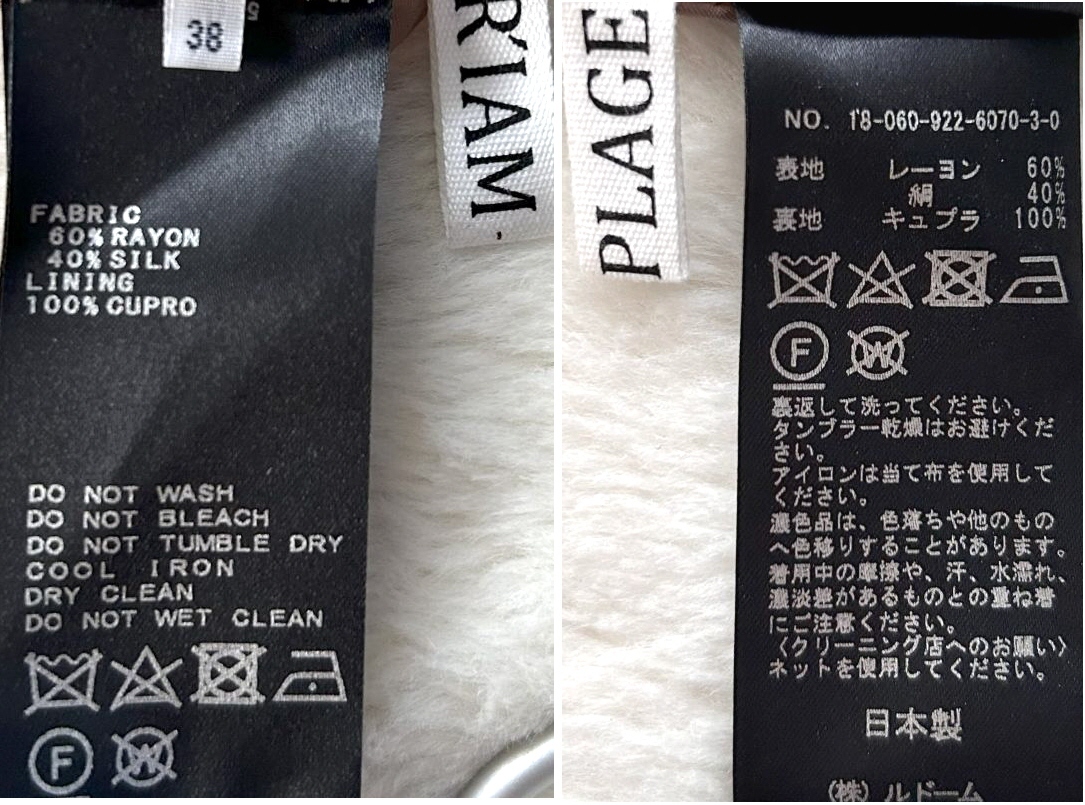 38
R'IAM
FABRIC
60% RAYON
40% SILK
LINING
100% CUPRO
DO NOT WASH
DO NOT BLEACH
DO NOT TUMBLE DRY
COOL IRON
DRY CLEAN
DO NOT WET CLEAN
F
W
PLAGE
NO. 18-060-922-6070-3-0
表地 レーヨン 60%
絹 40%
裏地 キュプラ 100%
F
W
裏返して洗ってください。
タンブラー乾燥はお避けくだ
さい。
アイロンは当て布を使用して
ください。
濃色品は、色落ちや他のもの
へ色移りすることがあります。
着用中の摩擦や、汗、水濡れ、
濃淡差があるものとの重ね着
にご注意ください。
〈クリーニング店へのお願い〉
ネットを使用してください。
日本製
(株)ルドーム